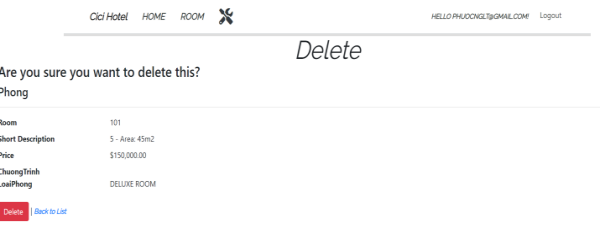 Cici Hotel HOME ROOM HELLO PHUOCNGLT@GMAIL.COM! Logout
Delete
Are you sure you want to delete this?
Phong
Room 101
Short Description 5 - Area: 45m2
Price $150,000.00
ChuongTrinh
LoaiPhong DELUXE ROOM
Delete | Back to List